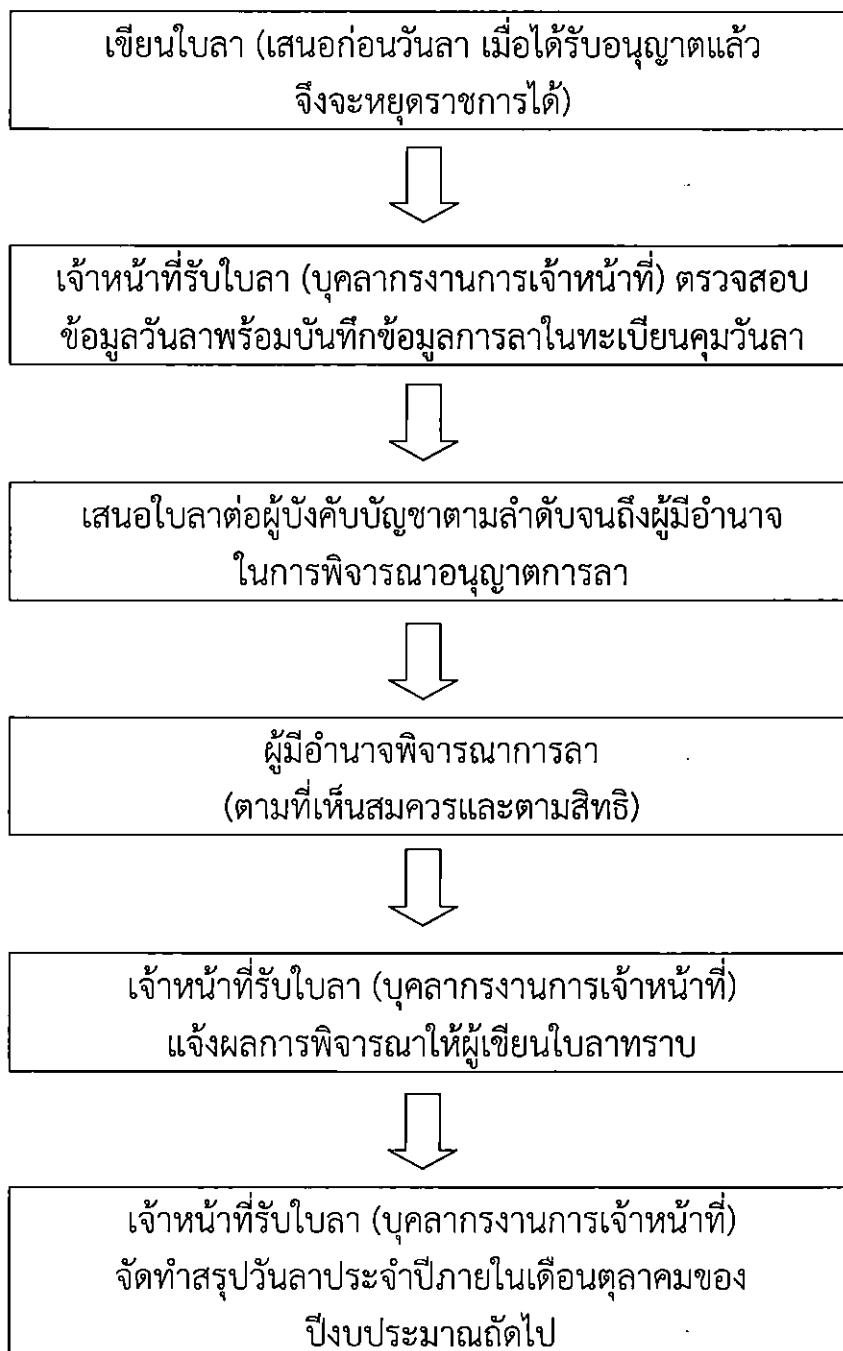 เขียนใบลา (เสนอก่อนวันลา เมื่อได้รับอนุญาตแล้ว
จึงจะหยุดราชการได้)
เจ้าหน้าที่รับใบลา (บุคลากรงานการเจ้าหน้าที่) ตรวจสอบ
ข้อมูลวันลาพร้อมบันทึกข้อมูลการลาในทะเบียนคุมวันลา
เสนอใบลาต่อผู้บังคับบัญชาตามลำดับจนถึงผู้มีอำนาจ
ในการพิจารณาอนุญาตการลา
ผู้มีอำนาจพิจารณาการลา
(ตามที่เห็นสมควรและตามสิทธิ)
เจ้าหน้าที่รับใบลา (บุคลากรงานการเจ้าหน้าที่)
แจ้งผลการพิจารณาให้ผู้เขียนใบลาทราบ
เจ้าหน้าที่รับใบลา (บุคลากรงานการเจ้าหน้าที่)
จัดทำสรุปวันลาประจำปีภายในเดือนตุลาคมของ
ปีงบประมาณถัดไป